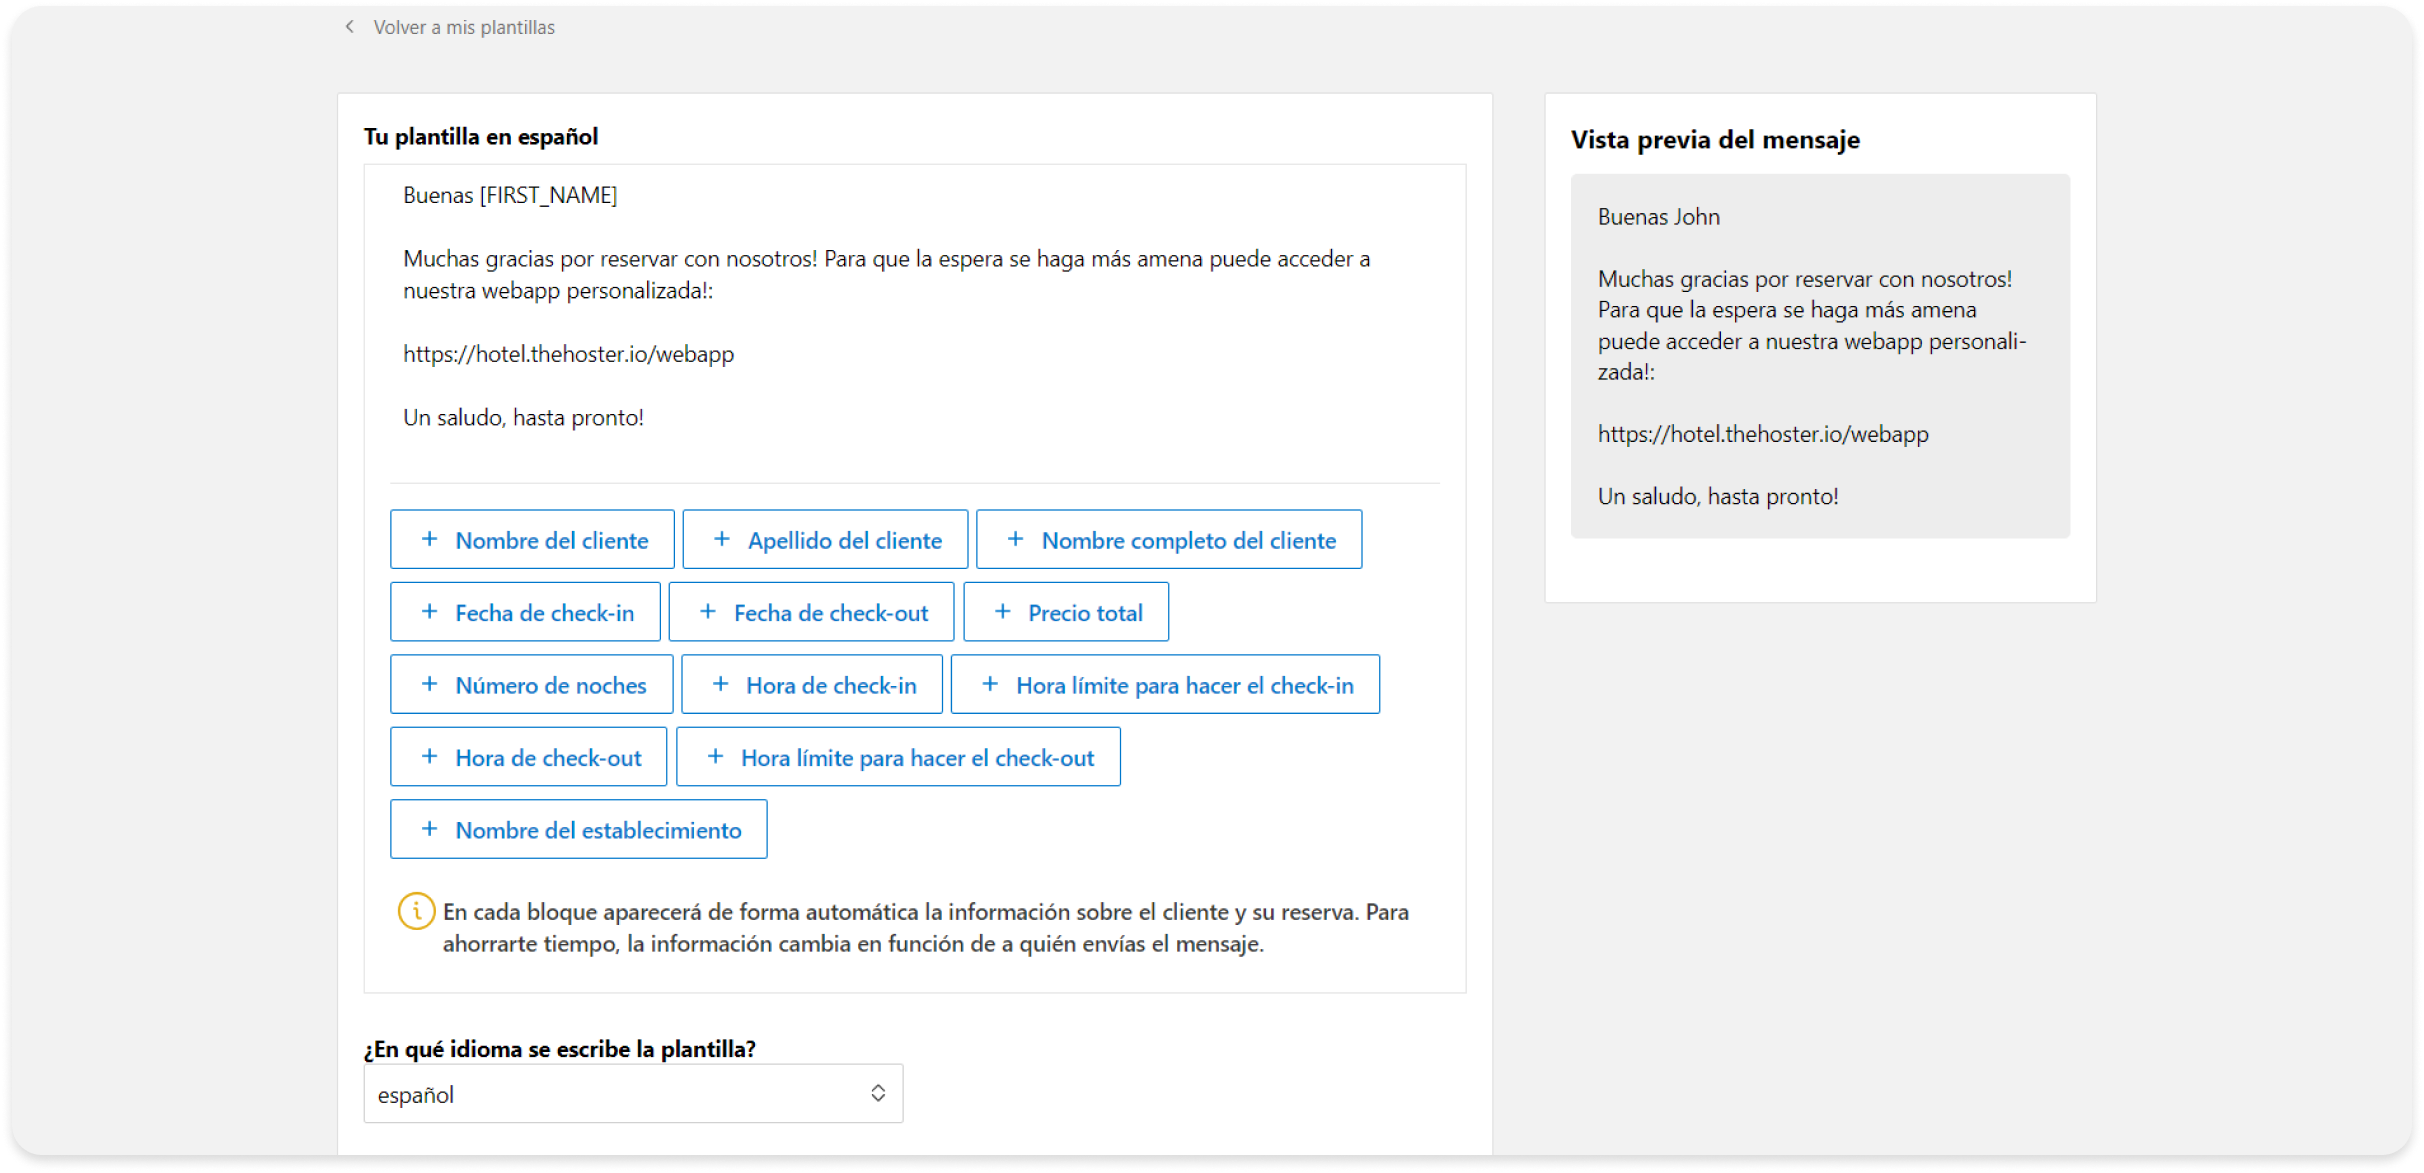 Volver a mis plantillas
Tu plantilla en español
Buenas [FIRST_NAME]
Muchas gracias por reservar con nosotros! Para que la espera se haga más amena puede acceder a
nuestra webapp personalizada!:
https://hotel.thehoster.io/webapp
Un saludo, hasta pronto!
+ Nombre del cliente
+ Apellido del cliente
+ Nombre completo del cliente
+ Fecha de check-in
+ Fecha de check-out
+ Precio total
+ Número de noches
+ Hora de check-in
+ Hora límite para hacer el check-in
+ Hora de check-out
+ Hora límite para hacer el check-out
+ Nombre del establecimiento
En cada bloque aparecerá de forma automática la información sobre el cliente y su reserva. Para
ahorrarte tiempo, la información cambia en función de a quién envías el mensaje.
¿En qué idioma se escribe la plantilla?
español
Vista previa del mensaje
Buenas John
Muchas gracias por reservar con nosotros!
Para que la espera se haga más amena
puede acceder a nuestra webapp personali-
zada!:
https://hotel.thehoster.io/webapp
Un saludo, hasta pronto!